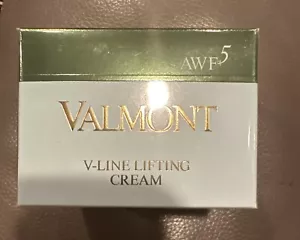 AWF5
VALMONT
V-LINE LIFTING
CREAM